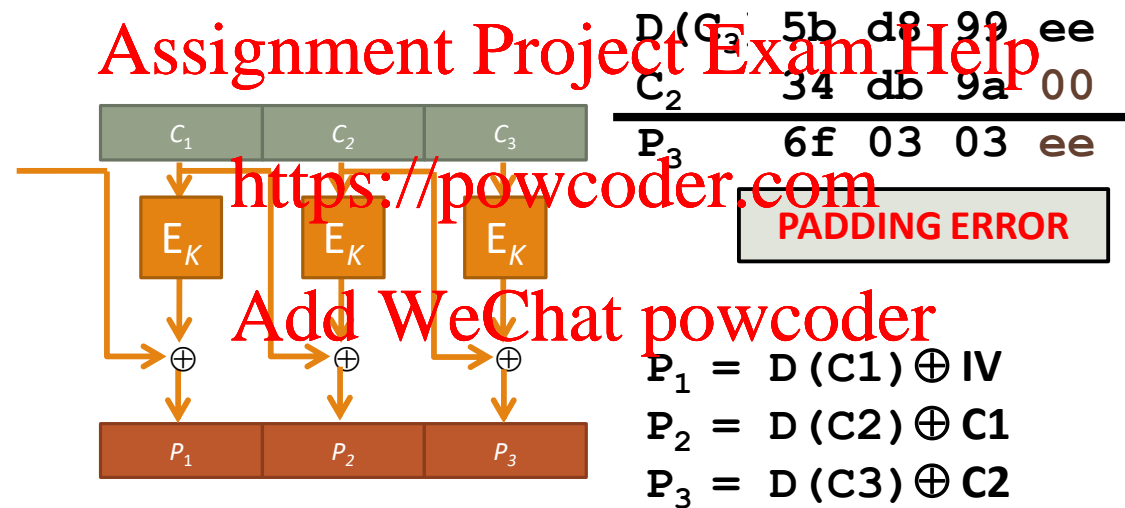 Assignment Project Exam Help
D(C3) 5b d8 99 ee
C2 34 db 9a 00
P3 6f 03 03 ee
C1 C2 C3
https://powcoder.com
EK EK EK
PADDING ERROR
Add WeChat powcoder
⊕ ⊕ ⊕
P1 = D(C1)⊕IV
P2 = D(C2)⊕C1
P3 = D(C3)⊕C2
P1 P2 P3